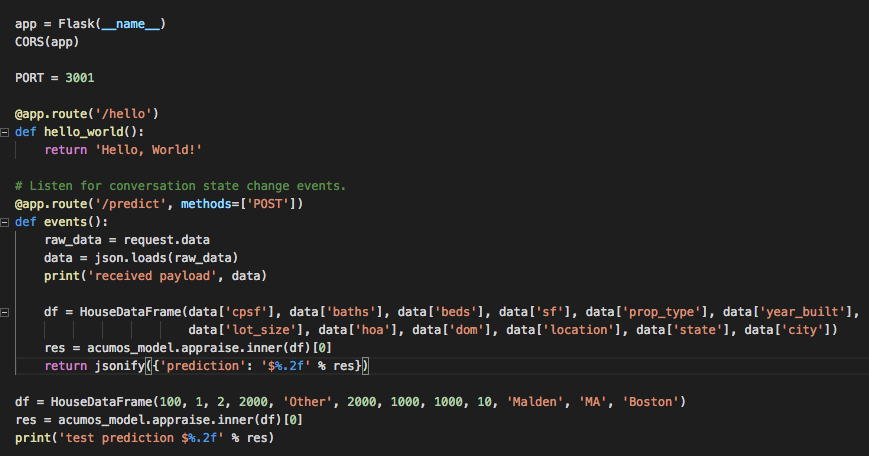 app = Flask(__name__)
CORS(app)
PORT = 3001
@app.route('/hello')
def hello_world():
    return 'Hello, World!'
# Listen for conversation state change events.
@app.route('/predict', methods=['POST'])
def events():
    raw_data = request.data
    data = json.loads(raw_data)
    print('received payload', data)
    df = HouseDataFrame(data['cpsf'], data['baths'], data['beds'], data['sf'], data['prop_type'], data['year_built'],
                        data['lot_size'], data['hoa'], data['dom'], data['location'], data['state'], data['city'])
    res = acumos_model.appraise.inner(df)[0]
    return jsonify({'prediction': '$%.2f' % res})
df = HouseDataFrame(100, 1, 2, 2000, 'Other', 2000, 1000, 1000, 10, 'Malden', 'MA', 'Boston')
res = acumos_model.appraise.inner(df)[0]
print('test prediction $%.2f' % res)